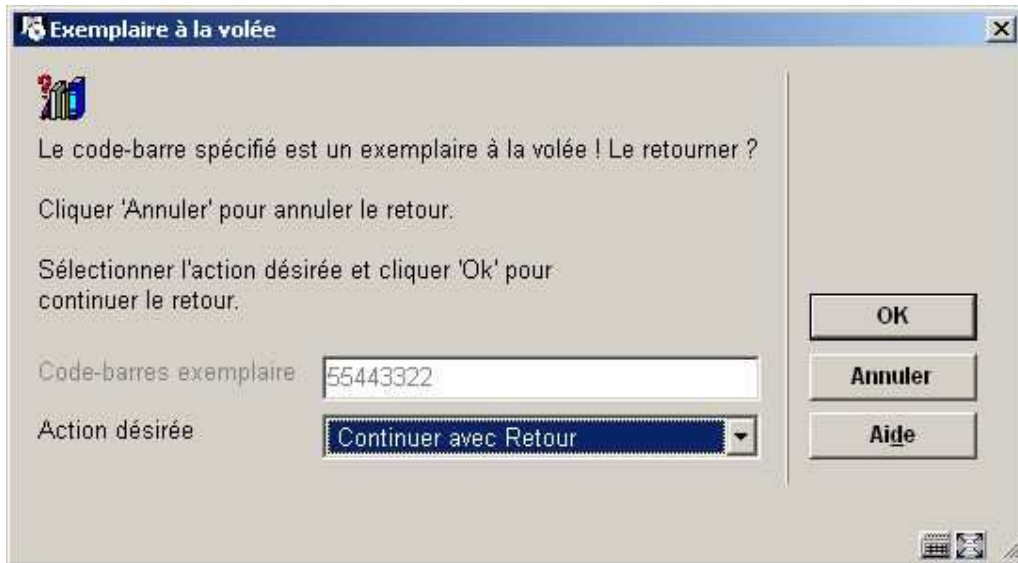 Exemplaire à la volée
Le code-barre spécifié est un exemplaire à la volée ! Le retourner ?
Cliquer 'Annuler' pour annuler le retour.
Sélectionner l'action désirée et cliquer 'Ok' pour
continuer le retour.
OK
Code-barres exemplaire 55443322
Annuler
Action désirée Continuer avec Retour
Aide